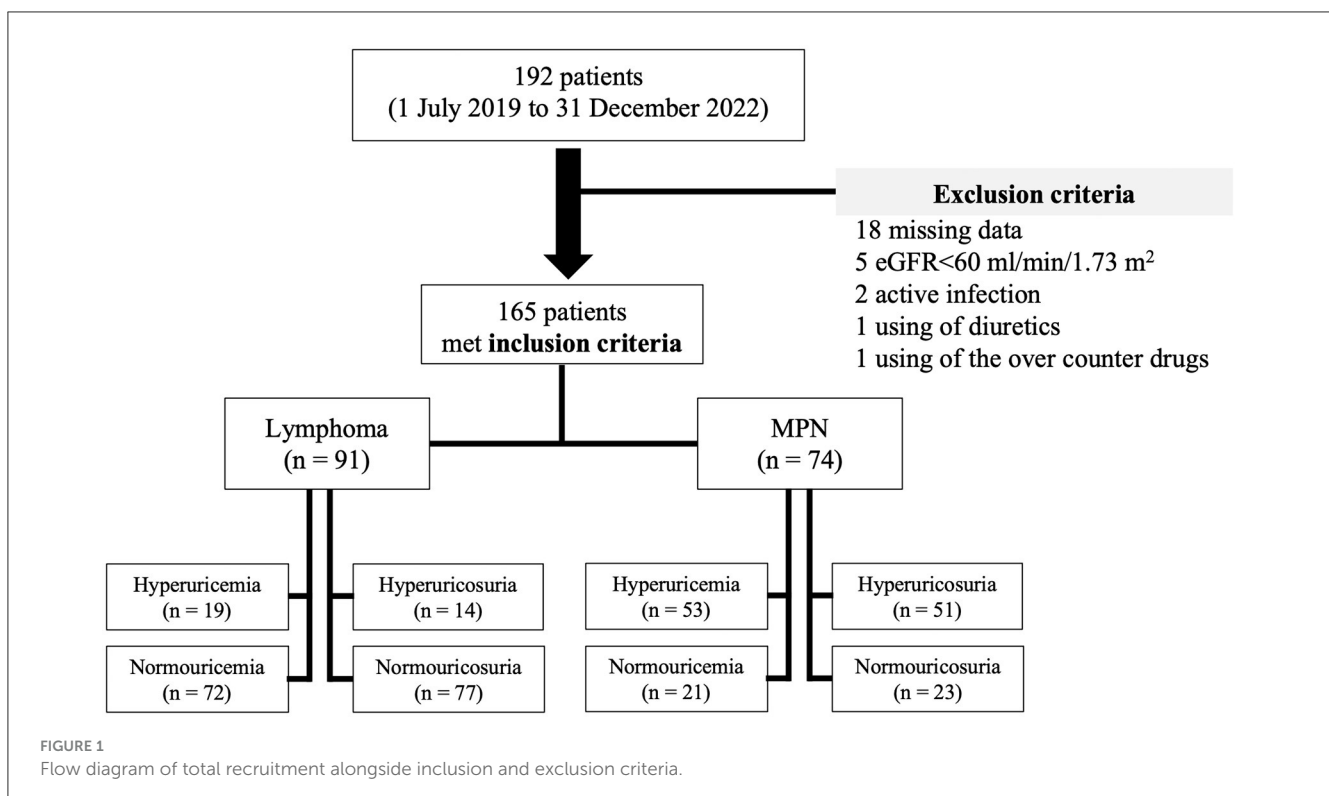 192 patients
(1 July 2019 to 31 December 2022)
Exclusion criteria
18 missing data
5 eGFR<60 ml/min/1.73 m²
2 active infection
1 using of diuretics
1 using of the over counter drugs
165 patients
met inclusion criteria
Lymphoma
(n = 91)
MPN
(n = 74)
Hyperuricemia
(n = 19)
Hyperuricosuria
(n = 14)
Hyperuricemia
(n = 53)
Hyperuricosuria
(n = 51)
Normouricemia
(n = 72)
Normouricosuria
(n = 77)
Normouricemia
(n = 21)
Normouricosuria
(n = 23)
FIGURE 1
Flow diagram of total recruitment alongside inclusion and exclusion criteria.